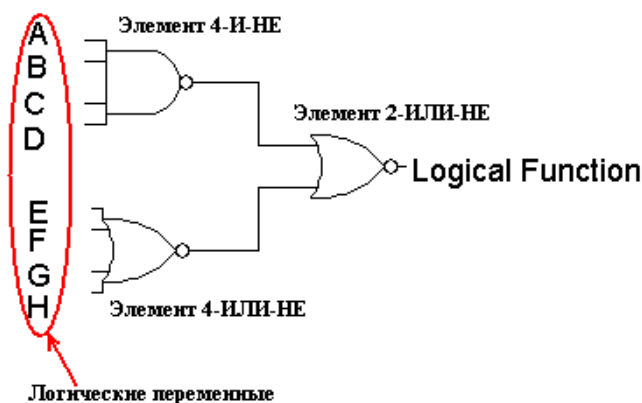 Элемент 4-И-НЕ
A
B
C
D
Элемент 2-ИЛИ-НЕ
Logical Function
E
F
G
H
Элемент 4-ИЛИ-НЕ
Логические переменные